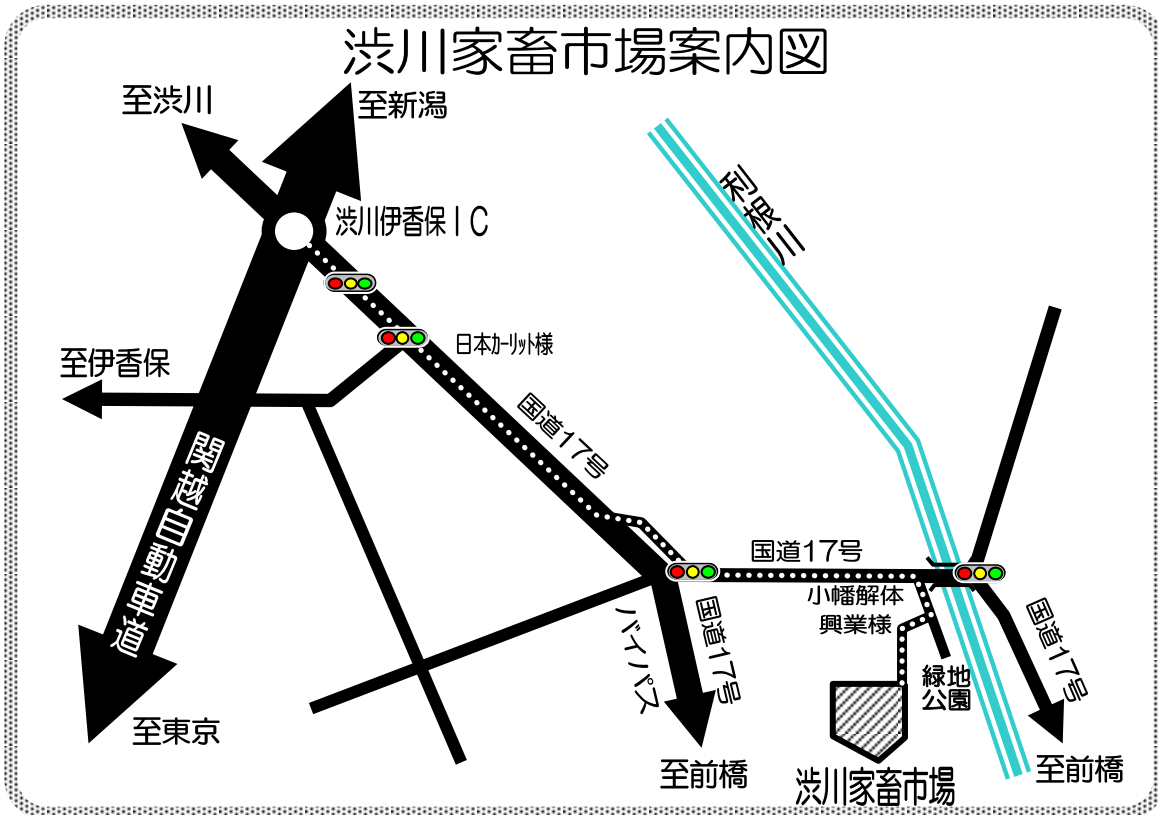 渋川家畜市場案内図
至渋川
至新潟
利根川
渋川伊香保IC
日本カーリット様
至伊香保
国道17号
関越自動車道
国道17号
小幡解体
興業様
国道17号
バイパス
国道17号
緑地
公園
至東京
至前橋
渋川家畜市場
至前橋